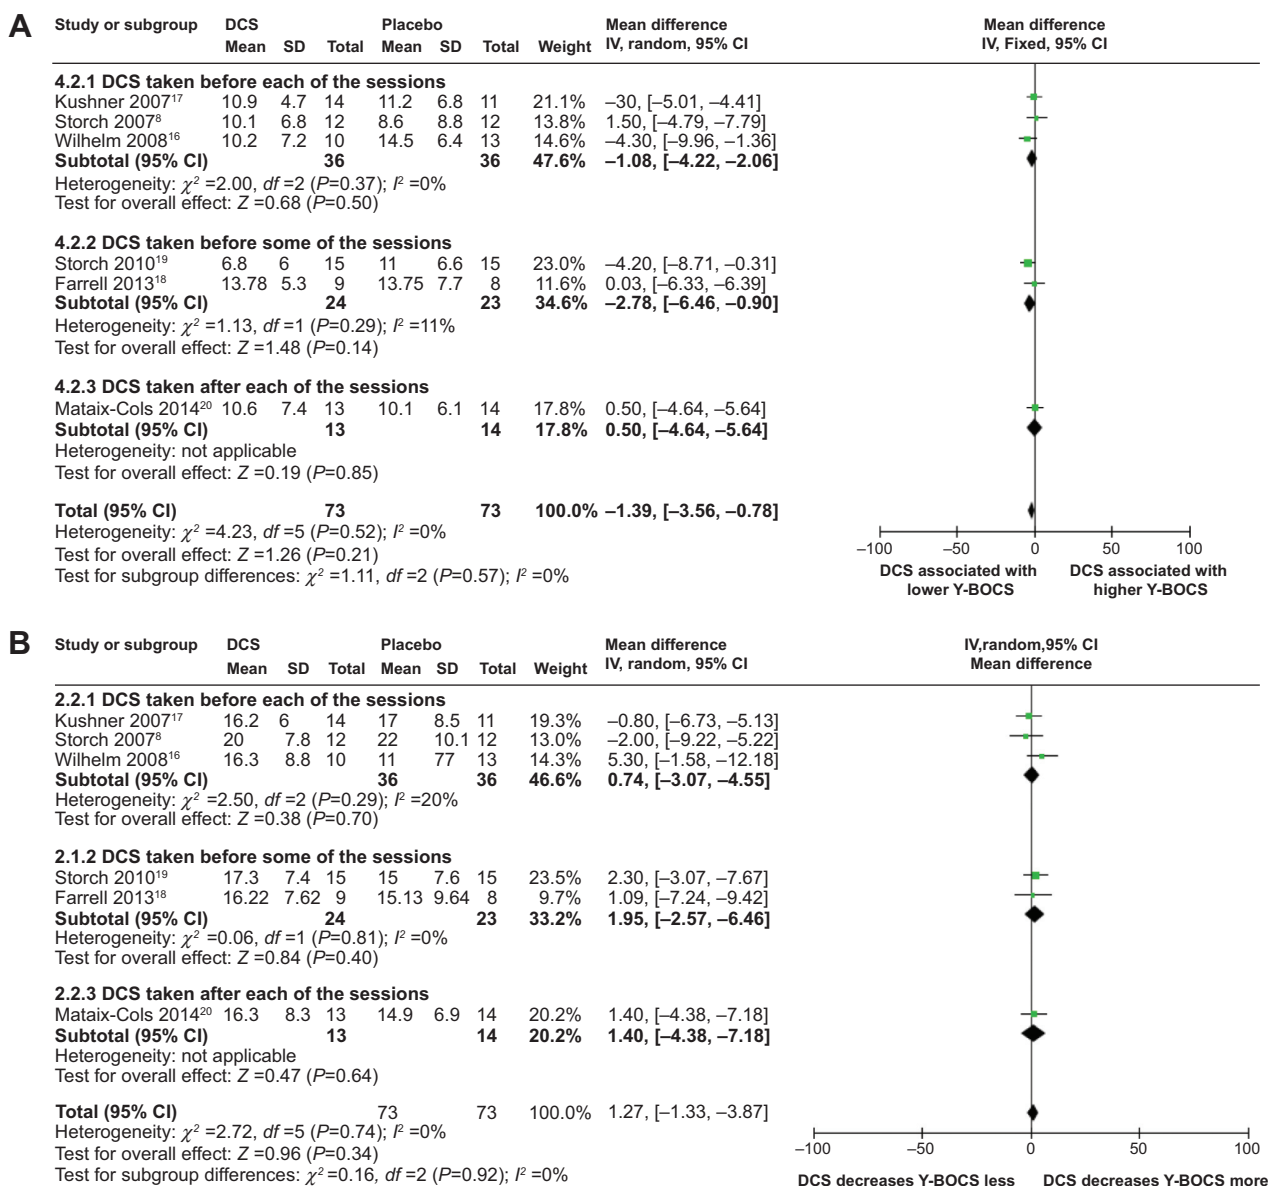 A
Study or subgroup DCS Placebo Mean difference Mean difference
Mean SD Total Mean SD Total Weight IV, random, 95% CI IV, Fixed, 95% CI
4.2.1 DCS taken before each of the sessions
Kushner 2007¹⁷ 10.9 4.7 14 11.2 6.8 11 21.1% –30, [–5.01, –4.41]
Storch 2007⁸ 10.1 6.8 12 8.6 8.8 12 13.8% 1.50, [–4.79, –7.79]
Wilhelm 2008¹⁶ 10.2 7.2 10 14.5 6.4 13 14.6% –4.30, [–9.96, –1.36]
Subtotal (95% CI) 36 36 47.6% –1.08, [–4.22, –2.06]
Heterogeneity: χ² =2.00, df =2 (P=0.37); I² =0%
Test for overall effect: Z =0.68 (P=0.50)
4.2.2 DCS taken before some of the sessions
Storch 2010¹⁹ 6.8 6 15 11 6.6 15 23.0% –4.20, [–8.71, –0.31]
Farrell 2013¹⁸ 13.78 5.3 9 13.75 7.7 8 11.6% 0.03, [–6.33, –6.39]
Subtotal (95% CI) 24 23 34.6% –2.78, [–6.46, –0.90]
Heterogeneity: χ² =1.13, df =1 (P=0.29); I² =11%
Test for overall effect: Z =1.48 (P=0.14)
4.2.3 DCS taken after each of the sessions
Mataix-Cols 2014²⁰ 10.6 7.4 13 10.1 6.1 14 17.8% 0.50, [–4.64, –5.64]
Subtotal (95% CI) 13 14 17.8% 0.50, [–4.64, –5.64]
Heterogeneity: not applicable
Test for overall effect: Z =0.19 (P=0.85)
Total (95% CI) 73 73 100.0% –1.39, [–3.56, –0.78]
Heterogeneity: χ² =4.23, df =5 (P=0.52); I² =0%
Test for overall effect: Z =1.26 (P=0.21)
Test for subgroup differences: χ² =1.11, df =2 (P=0.57); I² =0%
–100 –50 0 50 100
DCS associated with DCS associated with
lower Y-BOCS higher Y-BOCS
B
Study or subgroup DCS Placebo Mean difference IV,random,95% CI
Mean SD Total Mean SD Total Weight IV, random, 95% CI Mean difference
2.2.1 DCS taken before each of the sessions
Kushner 2007¹⁷ 16.2 6 14 17 8.5 11 19.3% –0.80, [–6.73, –5.13]
Storch 2007⁸ 20 7.8 12 22 10.1 12 13.0% –2.00, [–9.22, –5.22]
Wilhelm 2008¹⁶ 16.3 8.8 10 11 77 13 14.3% 5.30, [–1.58, –12.18]
Subtotal (95% CI) 36 36 46.6% 0.74, [–3.07, –4.55]
Heterogeneity: χ² =2.50, df =2 (P=0.29); I² =20%
Test for overall effect: Z =0.38 (P=0.70)
2.1.2 DCS taken before some of the sessions
Storch 2010¹⁹ 17.3 7.4 15 15 7.6 15 23.5% 2.30, [–3.07, –7.67]
Farrell 2013¹⁸ 16.22 7.62 9 15.13 9.64 8 9.7% 1.09, [–7.24, –9.42]
Subtotal (95% CI) 24 23 33.2% 1.95, [–2.57, –6.46]
Heterogeneity: χ² =0.06, df =1 (P=0.81); I² =0%
Test for overall effect: Z =0.84 (P=0.40)
2.2.3 DCS taken after each of the sessions
Mataix-Cols 2014²⁰ 16.3 8.3 13 14.9 6.9 14 20.2% 1.40, [–4.38, –7.18]
Subtotal (95% CI) 13 14 20.2% 1.40, [–4.38, –7.18]
Heterogeneity: not applicable
Test for overall effect: Z =0.47 (P=0.64)
Total (95% CI) 73 73 100.0% 1.27, [–1.33, –3.87]
Heterogeneity: χ² =2.72, df =5 (P=0.74); I² =0%
Test for overall effect: Z =0.96 (P=0.34)
Test for subgroup differences: χ² =0.16, df =2 (P=0.92); I² =0%
–100 –50 0 50 100
DCS decreases Y-BOCS less DCS decreases Y-BOCS more